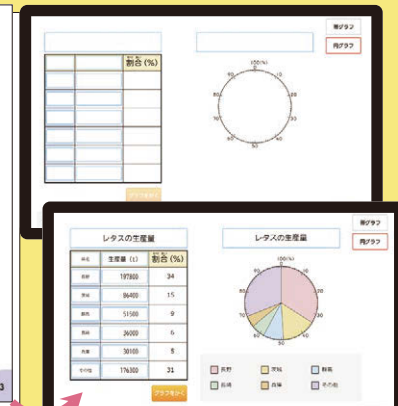 帯グラフ
円グラフ
割合 (%)
100(%)
0
90
10
80
20
70
30
60
40
50
グラフをかく
帯グラフ
円グラフ
レタスの生産量
レタスの生産量
県名 生産量 (t) 割合 (%)
長野 197800 34
茨城 86400 15
群馬 51500 9
長崎 36000 6
兵庫 30100 5
その他 176300 31
100(%)
0
90
10
80
20
70
30
60
40
50
長野 茨城 群馬
長崎 兵庫 その他
グラフをかく
3